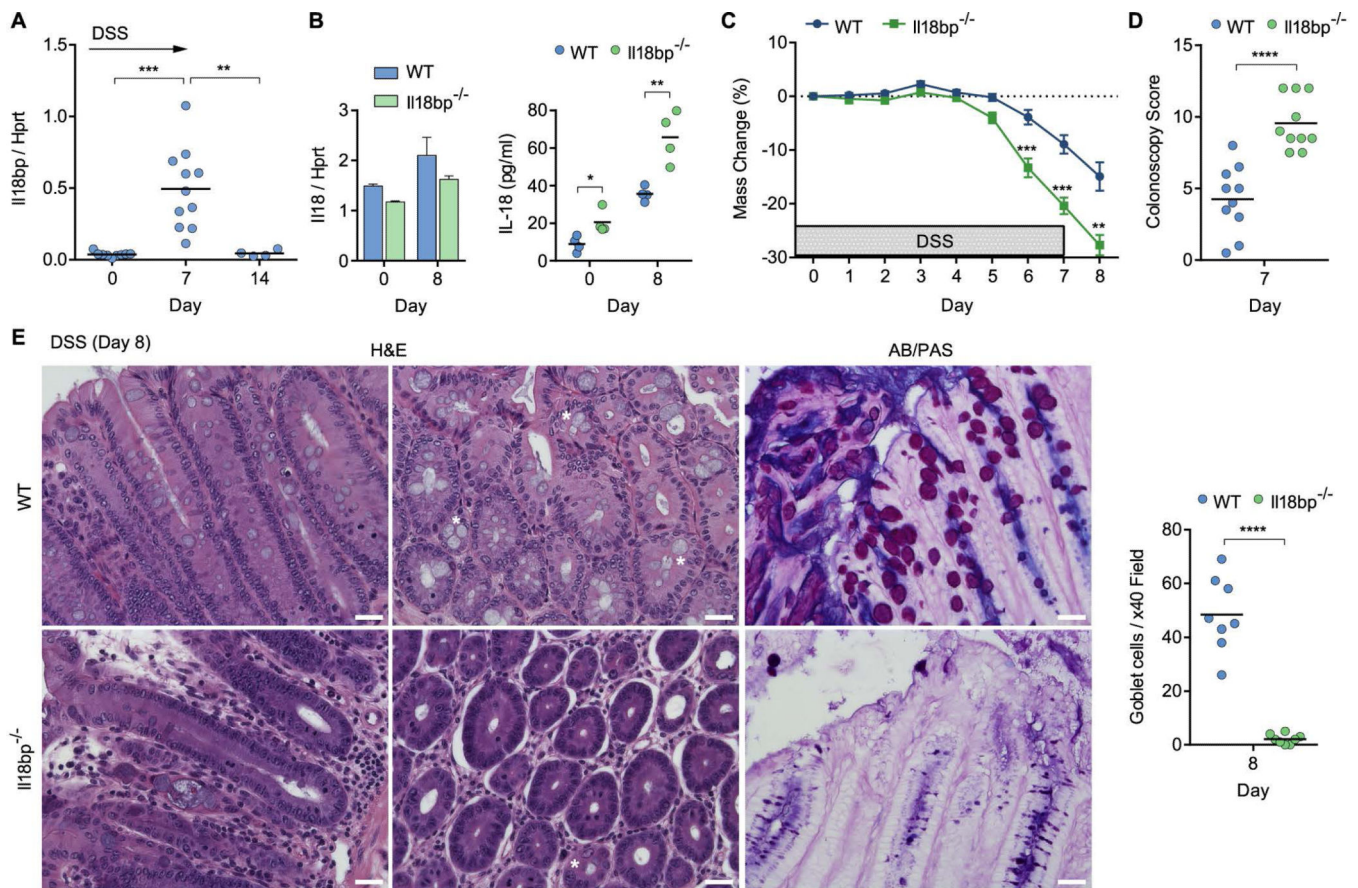 A
DSS
***
**
Il18bp / Hprt
1.5
1.0
0.5
0.0
0 7 14
Day
B
WT
Il18bp-/-
Il18 / Hprt
3
2
1
0
0 8
Day
WT Il18bp-/-
**
*
IL-18 (pg/ml)
80
60
40
20
0
0 8
Day
C
WT Il18bp-/-
Mass Change (%)
10
0
-10
-20
-30
***
***
**
DSS
0 1 2 3 4 5 6 7 8
Day
D
WT Il18bp-/-
****
Colonoscopy Score
15
10
5
0
7
Day
E
DSS (Day 8)
H&E
AB/PAS
WT
*
*
*
Il18bp-/-
*
WT Il18bp-/-
****
Goblet cells / x40 Field
80
60
40
20
0
8
Day